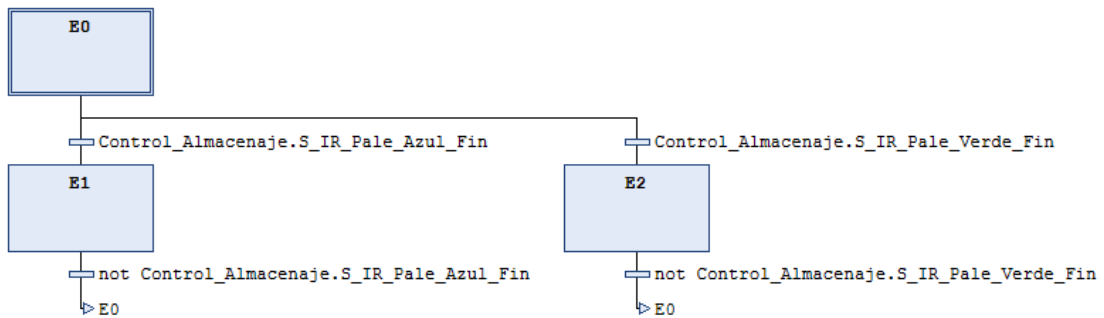 E0
Control_Almacenaje.S_IR_Pale_Azul_Fin
Control_Almacenaje.S_IR_Pale_Verde_Fin
E1
E2
not Control_Almacenaje.S_IR_Pale_Azul_Fin
not Control_Almacenaje.S_IR_Pale_Verde_Fin
E0
E0